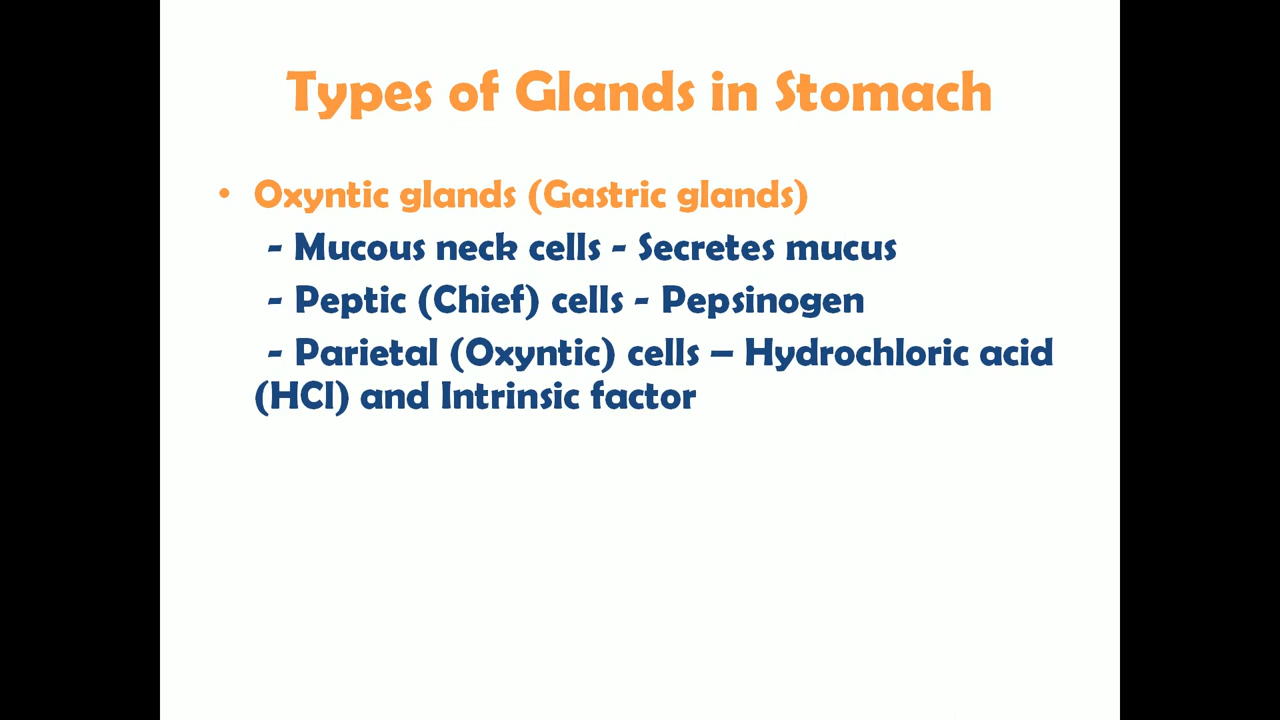 Types of Glands in Stomach
• Oxyntic glands (Gastric glands)
- Mucous neck cells - Secretes mucus
- Peptic (Chief) cells - Pepsinogen
- Parietal (Oxyntic) cells – Hydrochloric acid
(HCl) and Intrinsic factor